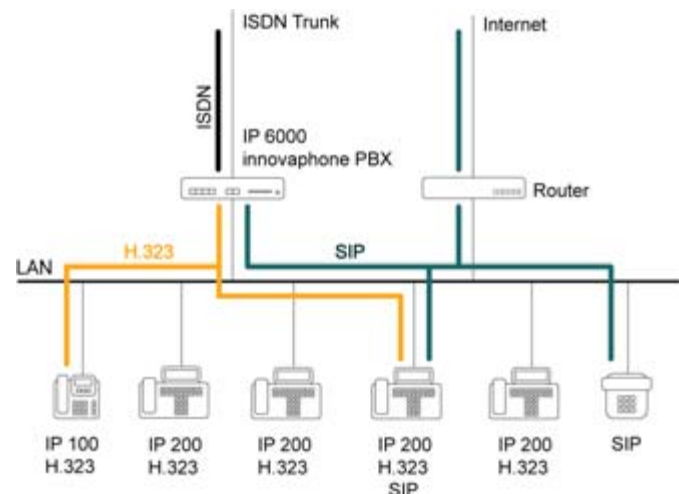 ISDN Trunk
Internet
ISDN
IP 6000
innovaphone PBX
Router
H.323
SIP
LAN
IP 100
H.323
IP 200
H.323
IP 200
H.323
IP 200
H.323
SIP
IP 200
H.323
SIP